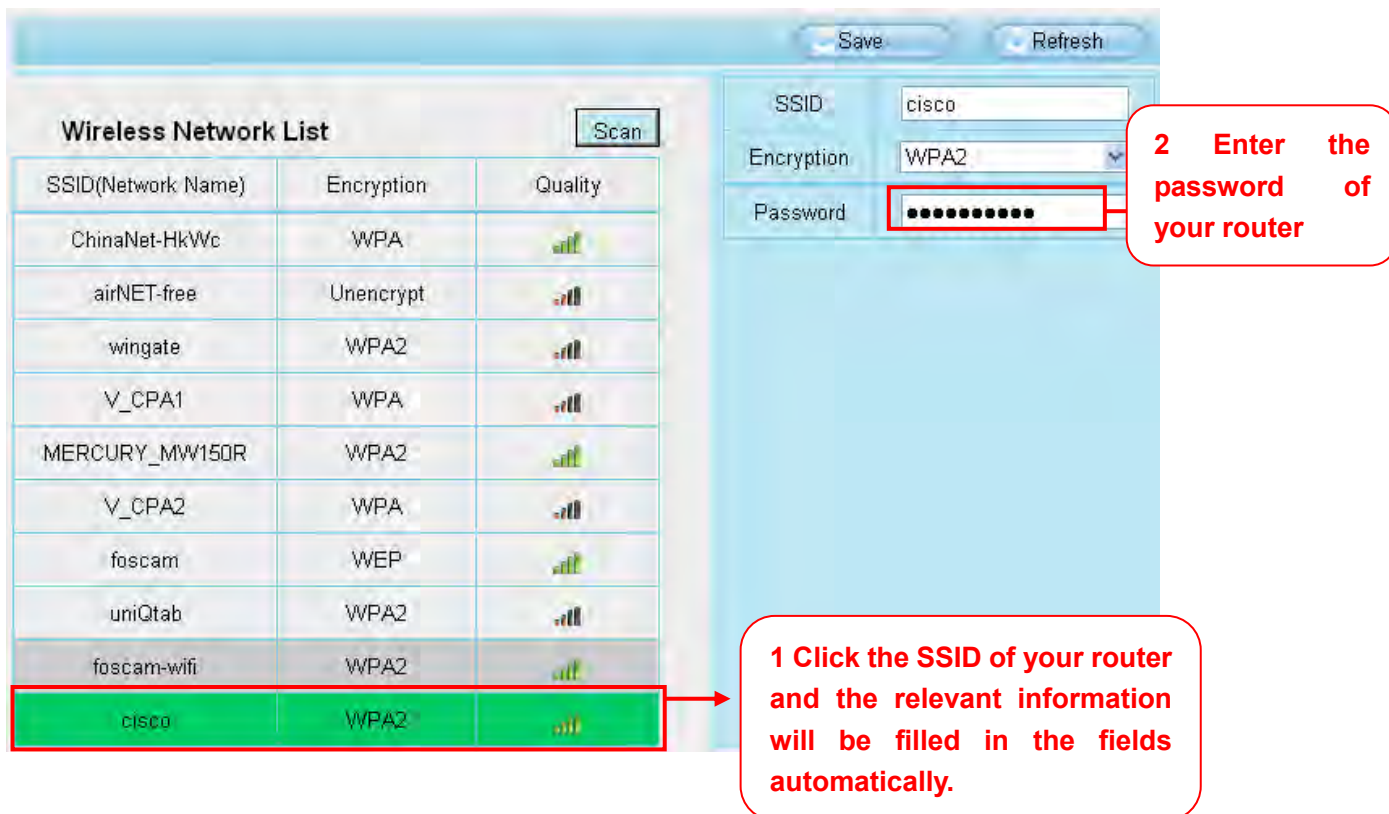 Save Refresh
Wireless Network List Scan
SSID(Network Name) Encryption Quality
ChinaNet-HkWc WPA
airNET-free Unencrypt
wingate WPA2
V_CPA1 WPA
MERCURY_MW150R WPA2
V_CPA2 WPA
foscam WEP
uniQtab WPA2
foscam-wifi WPA2
cisco WPA2
SSID cisco
Encryption WPA2
Password ●●●●●●●●●●
2 Enter the
password of
your router
1 Click the SSID of your router
and the relevant information
will be filled in the fields
automatically.